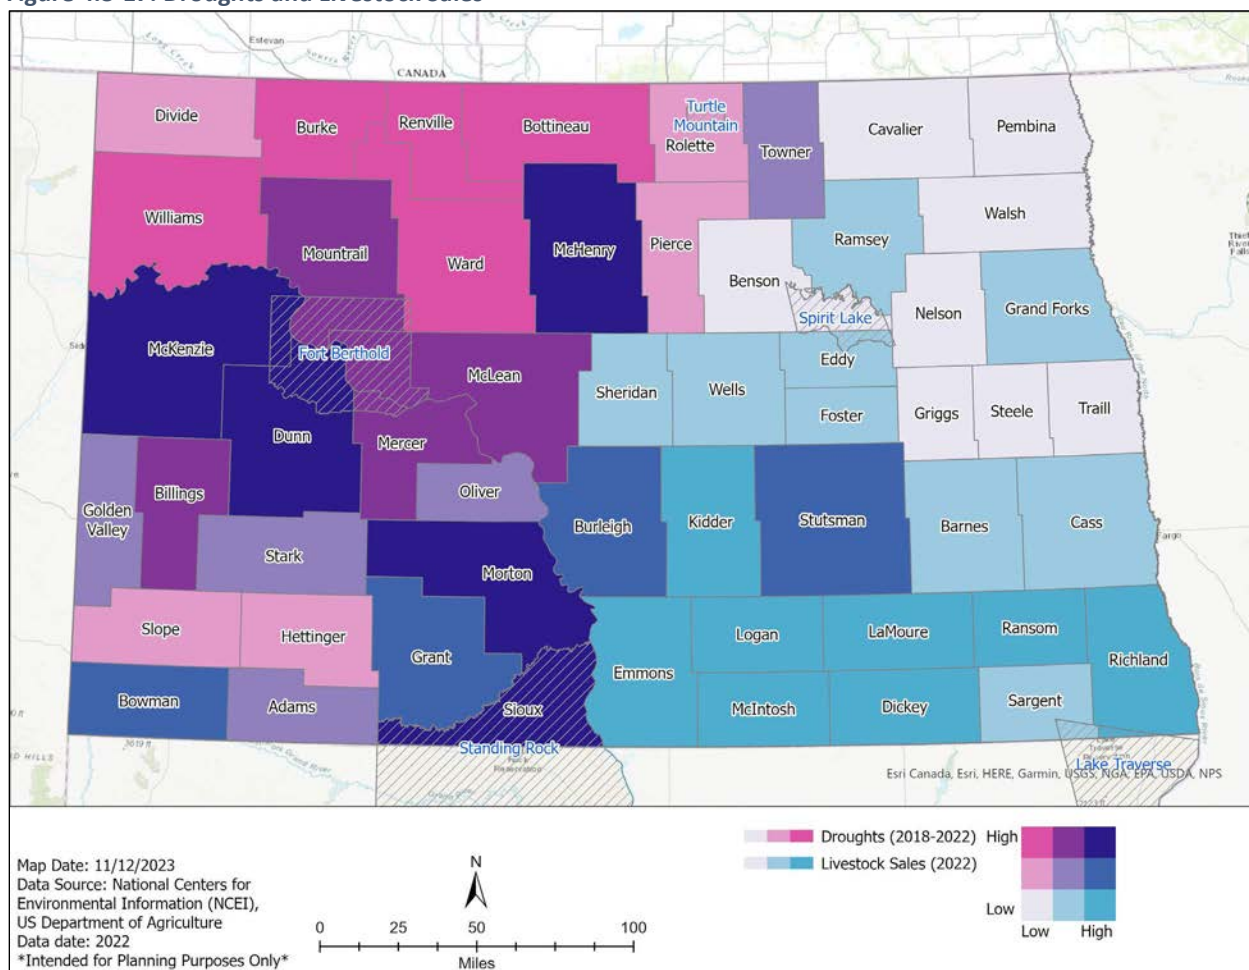 Estevan
CANADA
Divide
Burke
Renville
Bottineau
Turtle
Mountain
Rolette
Towner
Cavalier
Pembina
Williams
Mountrail
Ward
McHenry
Pierce
Benson
Ramsey
Walsh
Spirit Lake
Nelson
Grand Forks
McKenzie
Fort Berthold
McLean
Sheridan
Wells
Eddy
Foster
Griggs
Steele
Traill
Dunn
Mercer
Golden
Valley
Billings
Oliver
Stark
Burleigh
Kidder
Stutsman
Barnes
Cass
Fargo
Morton
Slope
Hettinger
Grant
Emmons
Logan
LaMoure
Ransom
Richland
Bowman
Adams
Sioux
McIntosh
Dickey
Sargent
Standing Rock
Lake Traverse
Esri Canada, Esri, HERE, Garmin, USGS, NGA, EPA, USDA, NPS
Map Date: 11/12/2023
Data Source: National Centers for
Environmental Information (NCEI),
US Department of Agriculture
Data date: 2022
*Intended for Planning Purposes Only*
N
0 25 50 75 100
Miles
Droughts (2018-2022)
Livestock Sales (2022)
High
Low
Low High